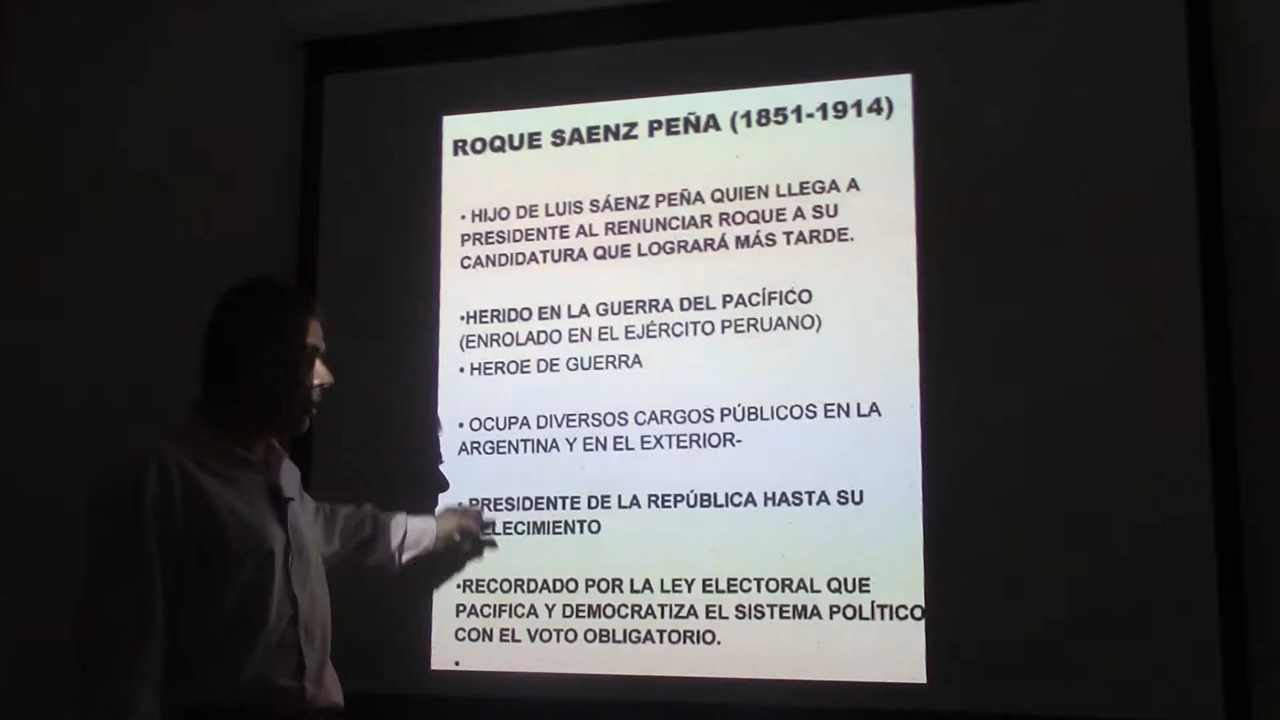 ROQUE SAENZ PEÑA (1851-1914)
• HIJO DE LUIS SÁENZ PEÑA QUIEN LLEGA A
PRESIDENTE AL RENUNCIAR ROQUE A SU
CANDIDATURA QUE LOGRARÁ MÁS TARDE.
•HERIDO EN LA GUERRA DEL PACÍFICO
(ENROLADO EN EL EJÉRCITO PERUANO)
• HEROE DE GUERRA
• OCUPA DIVERSOS CARGOS PÚBLICOS EN LA
ARGENTINA Y EN EL EXTERIOR-
• PRESIDENTE DE LA REPÚBLICA HASTA SU
•RECORDADO POR LA LEY ELECTORAL QUE
PACIFICA Y DEMOCRATIZA EL SISTEMA POLÍTICO
CON EL VOTO OBLIGATORIO.
•